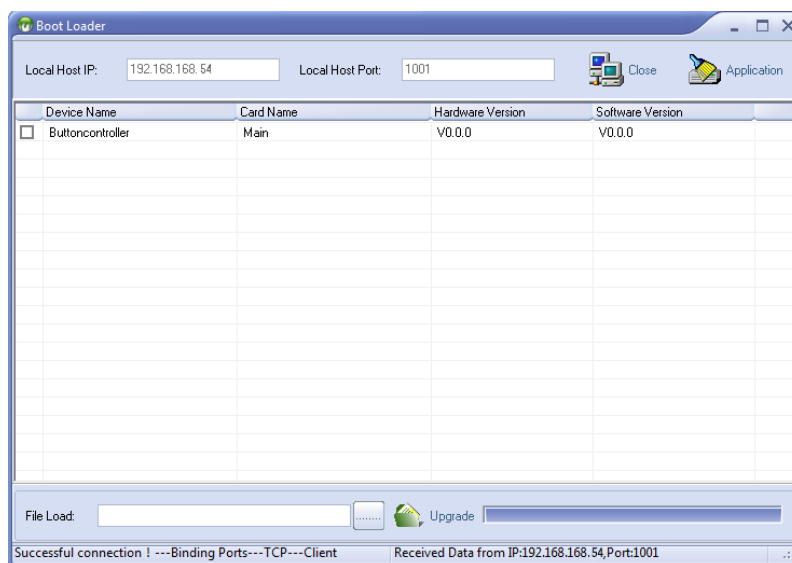 Boot Loader
Local Host IP: 192.168.168.54 Local Host Port: 1001 Close Application
Device Name Card Name Hardware Version Software Version
Buttoncontroller Main V0.0.0 V0.0.0
File Load: ........ Upgrade
Successful connection ! ---Binding Ports---TCP---Client Received Data from IP:192.168.168.54,Port:1001